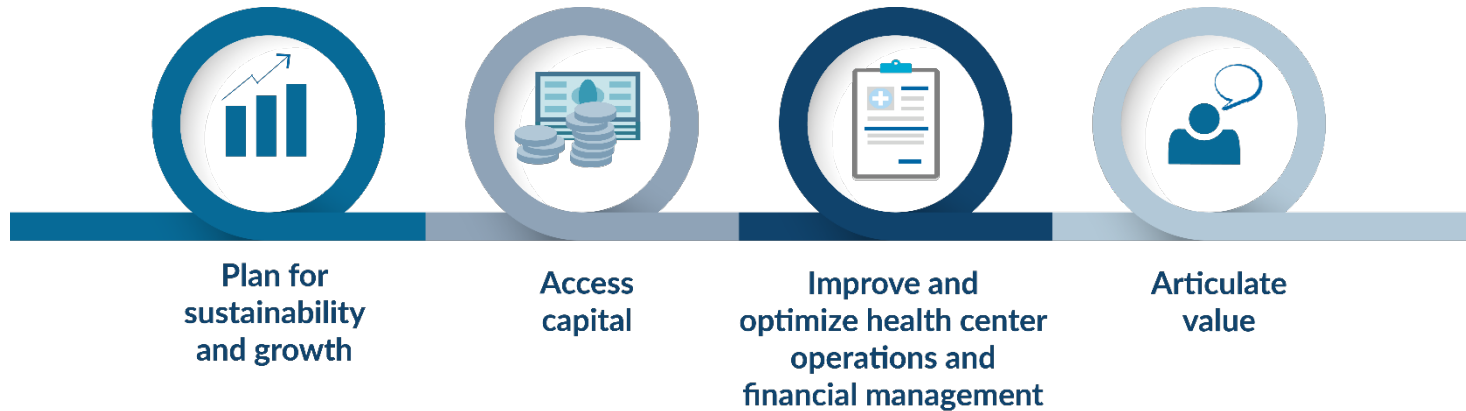 Plan for
sustainability
and growth
Access
capital
Improve and
optimize health center
operations and
financial management
Articulate
value